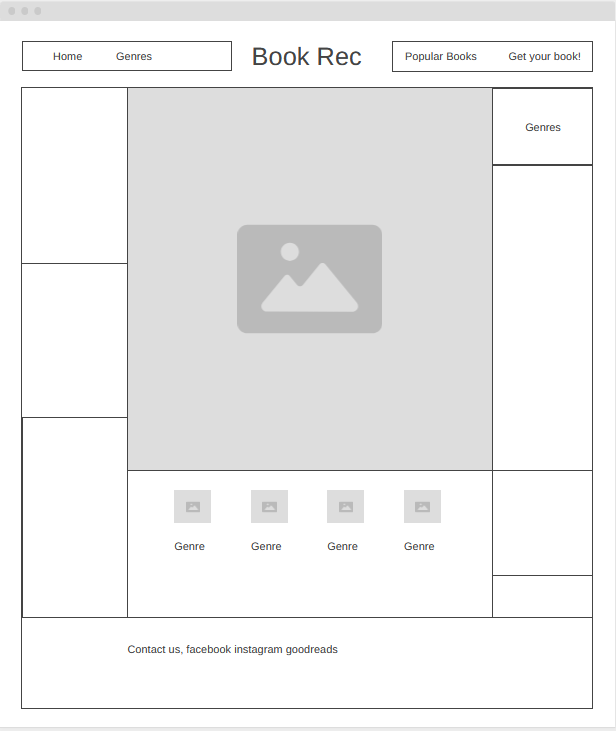 Home Genres Book Rec Popular Books Get your book!
Genres
Genre Genre Genre Genre
Contact us, facebook instagram goodreads